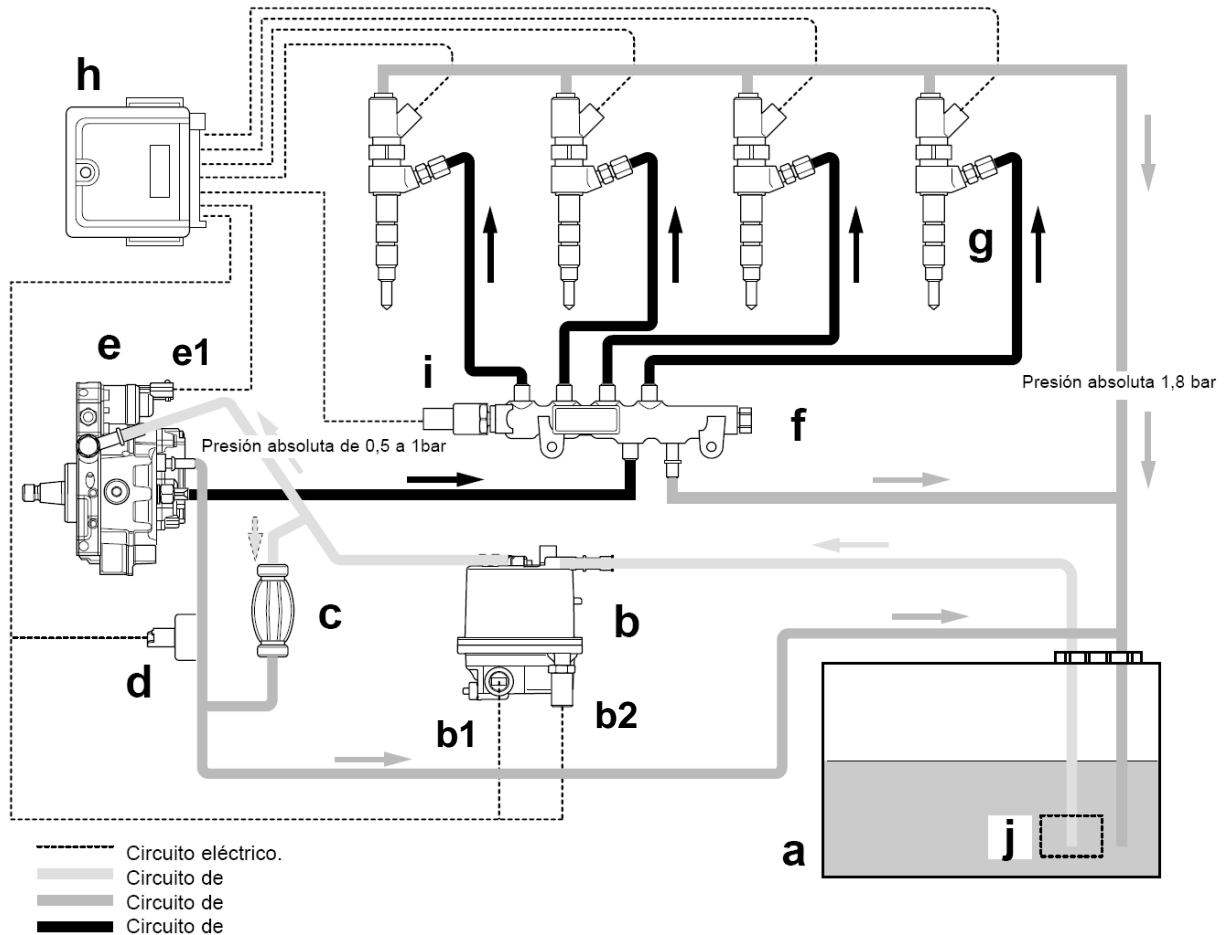 h
g
e
e1
i
Presión absoluta 1,8 bar
f
Presión absoluta de 0,5 a 1bar
c
b
d
b1
b2
j
a
Circuito eléctrico.
Circuito de
Circuito de
Circuito de